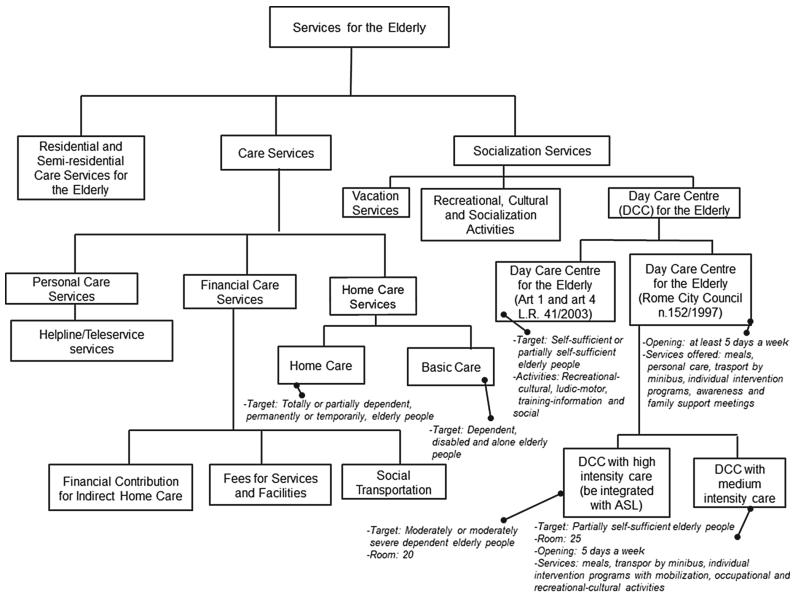 Services for the Elderly
Residential and
Semi-residential
Care Services for
the Elderly
Care Services
Socialization Services
Vacation
Services
Recreational, Cultural
and Socialization
Activities
Day Care Centre
(DCC) for the Elderly
Personal Care
Services
Helpline/Teleservice
services
Financial Care
Services
Home Care
Services
Day Care Centre
for the Elderly
(Art 1 and art 4
L.R. 41/2003)
Day Care Centre
for the Elderly
(Rome City Council
n.152/1997)
Home Care
Basic Care
-Target: Self-sufficient or
partially self-sufficient
elderly people
-Activities: Recreational-
cultural, ludic-motor,
training-information and
social
-Opening: at least 5 days a week
-Services offered: meals,
personal care, trasport by
minibus, individual intervention
programs, awareness and
family support meetings
-Target: Totally or partially dependent,
permanently or temporarily, elderly people
-Target: Dependent,
disabled and alone elderly
people
Financial Contribution
for Indirect Home Care
Fees for Services
and Facilities
Social
Transportation
DCC with high
intensity care
(be integrated
with ASL)
DCC with
medium
intensity care
-Target: Moderately or moderately
severe dependent elderly people
-Room: 20
-Target: Partially self-sufficient elderly people
-Room: 25
-Opening: 5 days a week
-Services: meals, transpor by minibus, individual
intervention programs with mobilization, occupational and
recreational-cultural activities